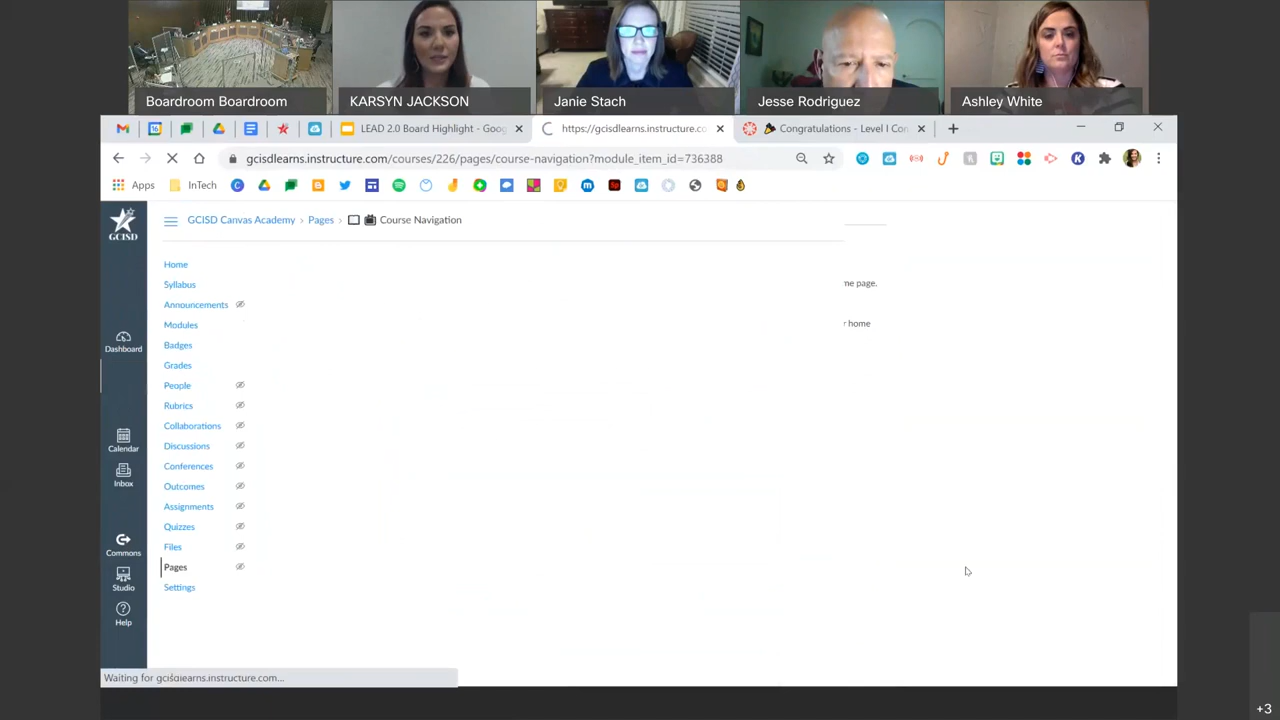 Boardroom Boardroom
KARSYN JACKSON
Janie Stach
Jesse Rodriguez
Ashley White
LEAD 2.0 Board Highlight - Goog
https://gcisdlearns.instructure.co
Congratulations - Level I Con
gcisdlearns.instructure.com/courses/226/pages/course-navigation?module_item_id=736388
Apps
InTech
GCISD
GCISD Canvas Academy > Pages > Course Navigation
Home
Syllabus
me page.
Announcements
Modules
r home
Dashboard
Badges
Grades
People
Rubrics
Collaborations
Calendar
Discussions
Conferences
Inbox
Outcomes
Assignments
Quizzes
Files
Commons
Pages
Studio
Settings
Help
Waiting for gcisdlearns.instructure.com...
+3